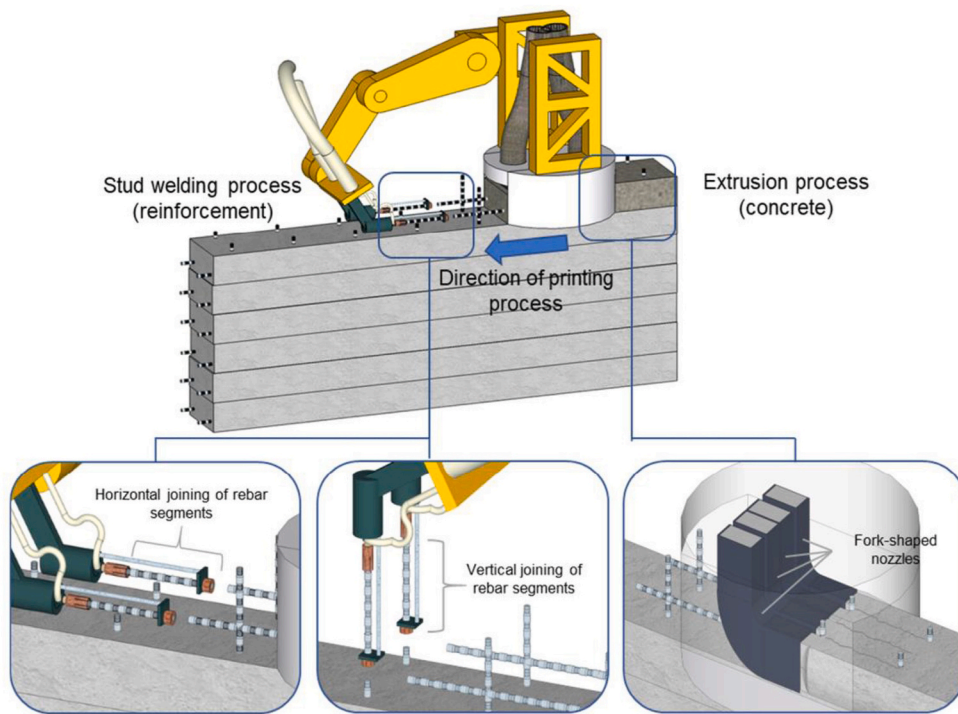 Stud welding process
(reinforcement)
Extrusion process
(concrete)
Direction of printing
process
Horizontal joining of rebar
segments
Vertical joining of
rebar segments
Fork-shaped
nozzles